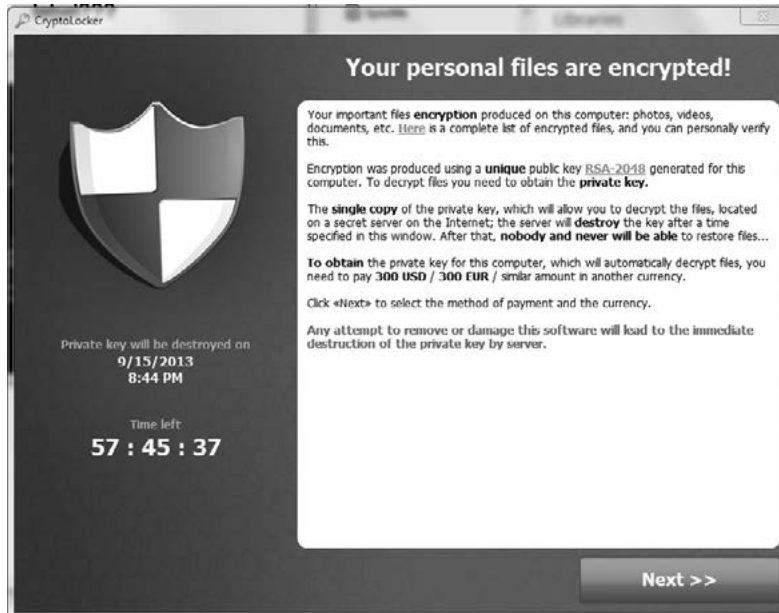 CryptoLocker
Libraries
Your personal files are encrypted!
Your important files encryption produced on this computer: photos, videos,
documents, etc. Here is a complete list of encrypted files, and you can personally verify
this.
Encryption was produced using a unique public key RSA-2048 generated for this
computer. To decrypt files you need to obtain the private key.
The single copy of the private key, which will allow you to decrypt the files, located
on a secret server on the Internet; the server will destroy the key after a time
specified in this window. After that, nobody and never will be able to restore files...
To obtain the private key for this computer, which will automatically decrypt files, you
need to pay 300 USD / 300 EUR / similar amount in another currency.
Click «Next» to select the method of payment and the currency.
Any attempt to remove or damage this software will lead to the immediate
destruction of the private key by server.
Private key will be destroyed on
9/15/2013
8:44 PM
Time left
57 : 45 : 37
Next >>